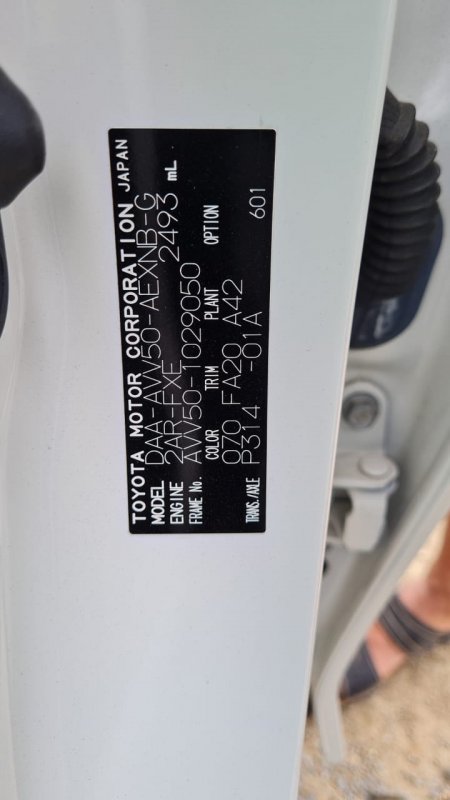 TOYOTA MOTOR CORPORATION JAPAN
MODEL DAA-AVV50-AEXNB-G
ENGINE 2AR-FXE 2493 mL
FRAME No. AVV50-1029050
COLOR TRIM PLANT OPTION
070 FA20 A42
TRANS./AXLE P314 -01A 601